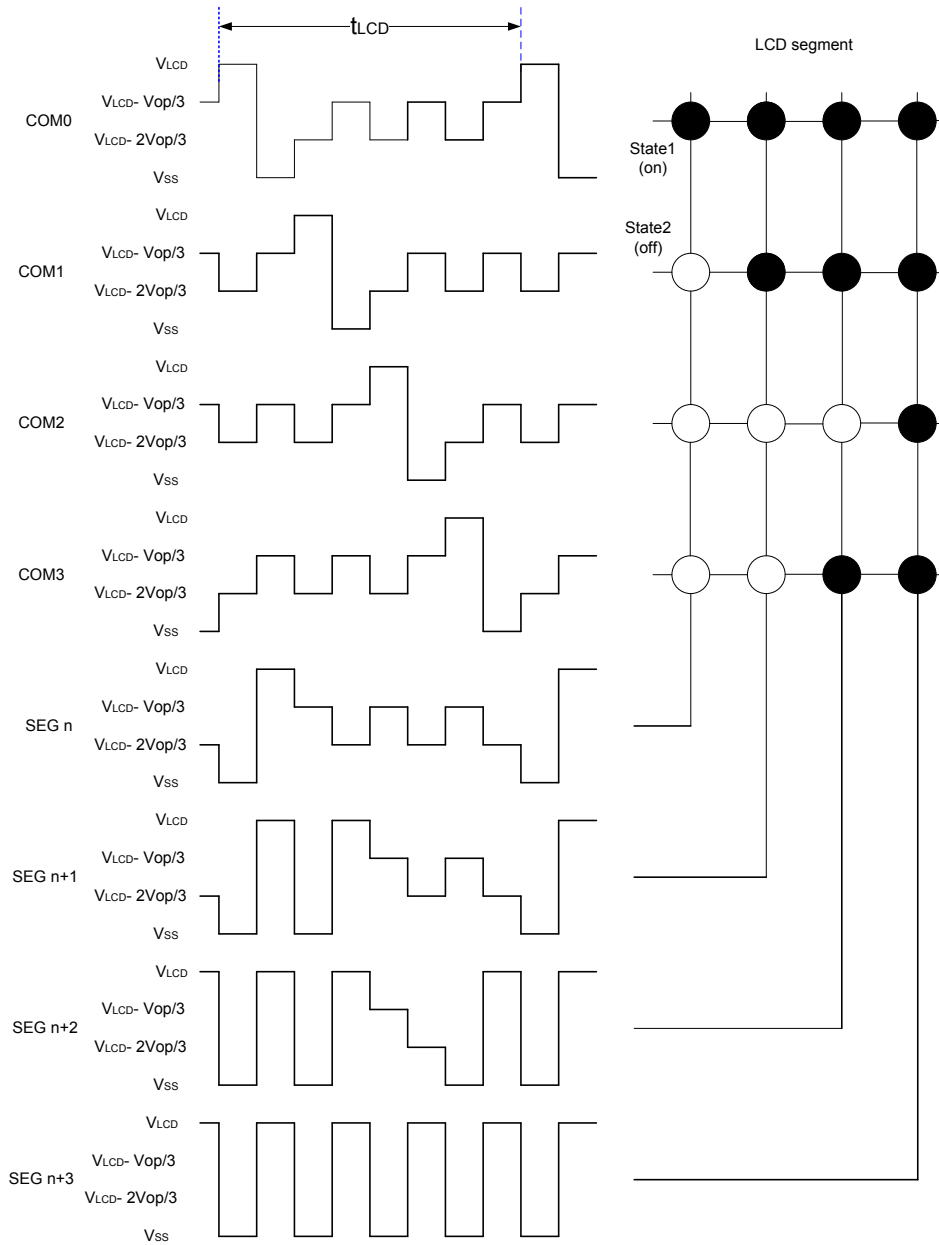 tLCD
LCD segment
COM0
VLCD
VLCD- Vop/3
VLCD- 2Vop/3
VSS
State1
(on)
COM1
VLCD
VLCD- Vop/3
VLCD- 2Vop/3
VSS
State2
(off)
COM2
VLCD
VLCD- Vop/3
VLCD- 2Vop/3
VSS
COM3
VLCD
VLCD- Vop/3
VLCD- 2Vop/3
VSS
SEG n
VLCD
VLCD- Vop/3
VLCD- 2Vop/3
VSS
SEG n+1
VLCD
VLCD- Vop/3
VLCD- 2Vop/3
VSS
SEG n+2
VLCD
VLCD- Vop/3
VLCD- 2Vop/3
VSS
SEG n+3
VLCD
VLCD- Vop/3
VLCD- 2Vop/3
VSS